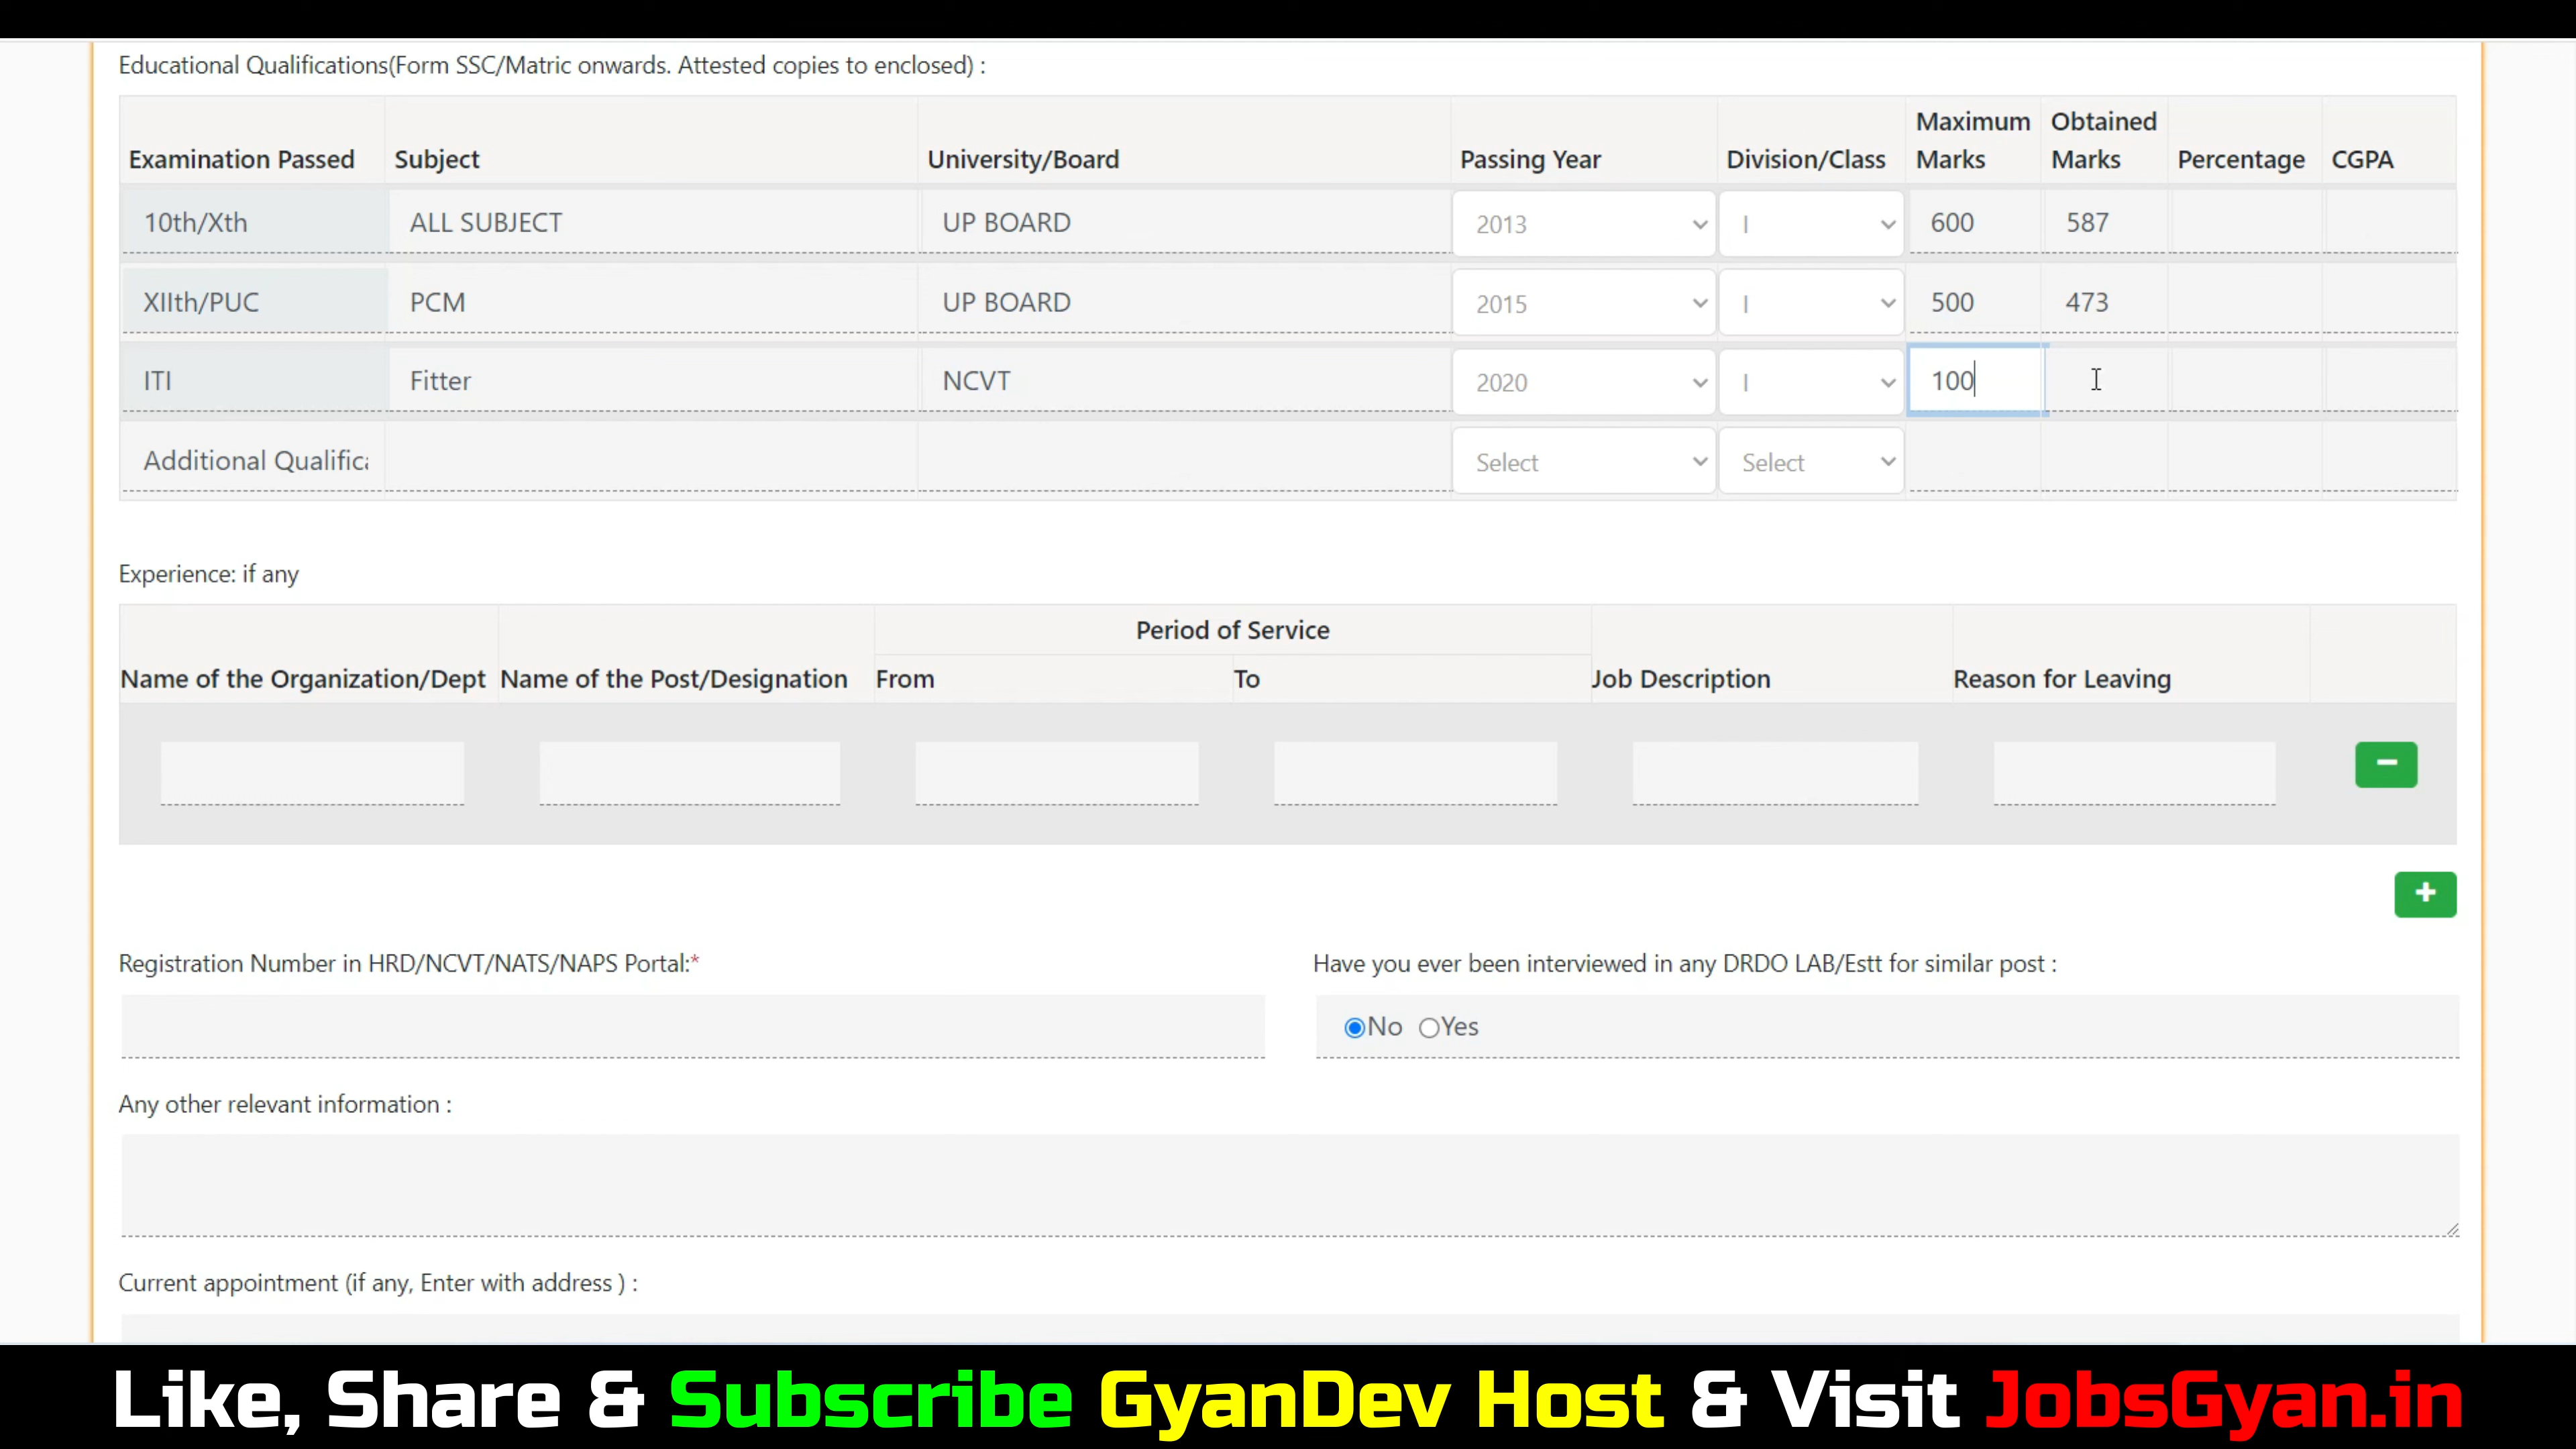 Educational Qualifications(Form SSC/Matric onwards. Attested copies to enclosed) :
Examination Passed Subject University/Board Passing Year Division/Class Maximum Marks Obtained Marks Percentage CGPA
10th/Xth ALL SUBJECT UP BOARD 2013 I 600 587
XIIth/PUC PCM UP BOARD 2015 I 500 473
ITI Fitter NCVT 2020 I 100
Additional Qualifica Select Select
Experience: if any
Period of Service
Name of the Organization/Dept Name of the Post/Designation From To Job Description Reason for Leaving
Registration Number in HRD/NCVT/NATS/NAPS Portal:* Have you ever been interviewed in any DRDO LAB/Estt for similar post :
No Yes
Any other relevant information :
Current appointment (if any, Enter with address ) :
Like, Share & Subscribe GyanDev Host & Visit JobsGyan.in